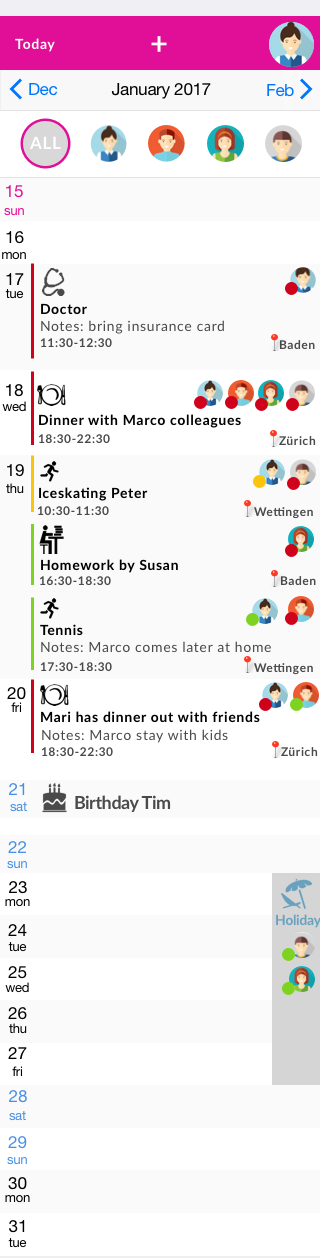 Today +
Dec January 2017 Feb
ALL
15
sun
16
mon
17
tue
Doctor
Notes: bring insurance card
11:30-12:30
Baden
18
wed
Dinner with Marco colleagues
18:30-22:30
Zürich
19
thu
Iceskating Peter
10:30-11:30
Wettingen
Homework by Susan
16:30-18:30
Baden
Tennis
Notes: Marco comes later at home
17:30-18:30
Wettingen
20
fri
Mari has dinner out with friends
Notes: Marco stay with kids
18:30-22:30
Zürich
21
sat
Birthday Tim
22
sun
23
mon
Holiday
24
tue
25
wed
26
thu
27
fri
28
sat
29
sun
30
mon
31
tue